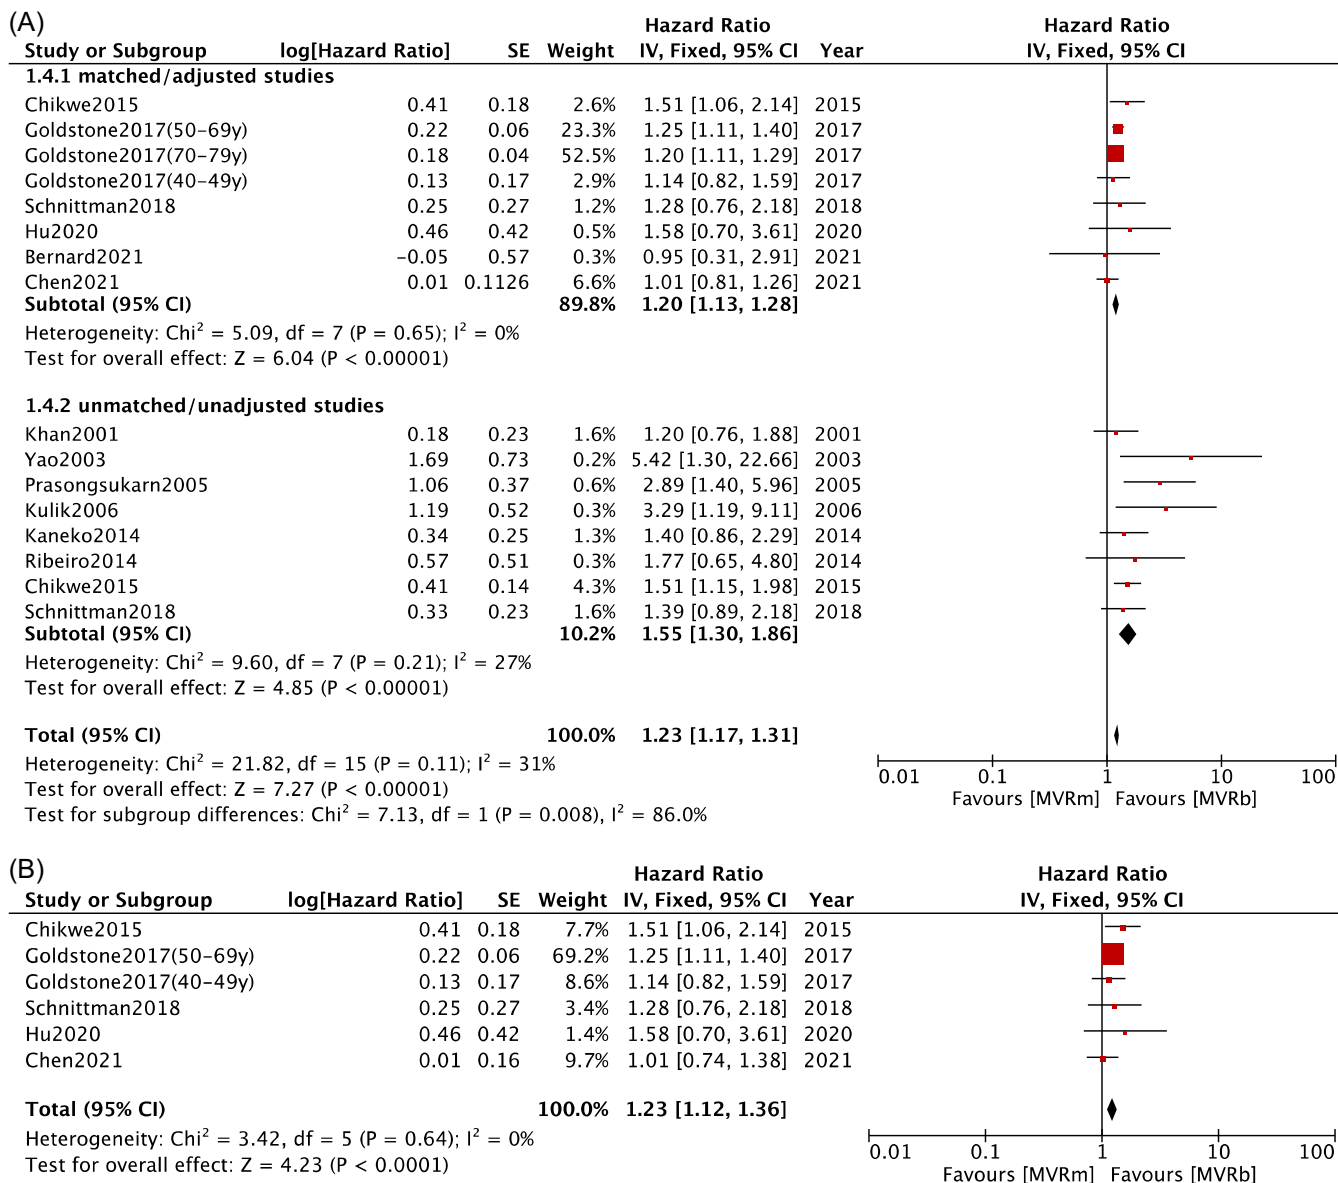 (A)
Hazard Ratio Hazard Ratio
Study or Subgroup log[Hazard Ratio] SE Weight IV, Fixed, 95% CI Year IV, Fixed, 95% CI
1.4.1 matched/adjusted studies
Chikwe2015 0.41 0.18 2.6% 1.51 [1.06, 2.14] 2015
Goldstone2017(50-69y) 0.22 0.06 23.3% 1.25 [1.11, 1.40] 2017
Goldstone2017(70-79y) 0.18 0.04 52.5% 1.20 [1.11, 1.29] 2017
Goldstone2017(40-49y) 0.13 0.17 2.9% 1.14 [0.82, 1.59] 2017
Schnittman2018 0.25 0.27 1.2% 1.28 [0.76, 2.18] 2018
Hu2020 0.46 0.42 0.5% 1.58 [0.70, 3.61] 2020
Bernard2021 -0.05 0.57 0.3% 0.95 [0.31, 2.91] 2021
Chen2021 0.01 0.1126 6.6% 1.01 [0.81, 1.26] 2021
Subtotal (95% CI) 89.8% 1.20 [1.13, 1.28]
Heterogeneity: Chi² = 5.09, df = 7 (P = 0.65); I² = 0%
Test for overall effect: Z = 6.04 (P < 0.00001)
1.4.2 unmatched/unadjusted studies
Khan2001 0.18 0.23 1.6% 1.20 [0.76, 1.88] 2001
Yao2003 1.69 0.73 0.2% 5.42 [1.30, 22.66] 2003
Prasongsukarn2005 1.06 0.37 0.6% 2.89 [1.40, 5.96] 2005
Kulik2006 1.19 0.52 0.3% 3.29 [1.19, 9.11] 2006
Kaneko2014 0.34 0.25 1.3% 1.40 [0.86, 2.29] 2014
Ribeiro2014 0.57 0.51 0.3% 1.77 [0.65, 4.80] 2014
Chikwe2015 0.41 0.14 4.3% 1.51 [1.15, 1.98] 2015
Schnittman2018 0.33 0.23 1.6% 1.39 [0.89, 2.18] 2018
Subtotal (95% CI) 10.2% 1.55 [1.30, 1.86]
Heterogeneity: Chi² = 9.60, df = 7 (P = 0.21); I² = 27%
Test for overall effect: Z = 4.85 (P < 0.00001)
Total (95% CI) 100.0% 1.23 [1.17, 1.31]
Heterogeneity: Chi² = 21.82, df = 15 (P = 0.11); I² = 31%
Test for overall effect: Z = 7.27 (P < 0.00001)
Test for subgroup differences: Chi² = 7.13, df = 1 (P = 0.008), I² = 86.0%
0.01 0.1 1 10 100
Favours [MVRm] Favours [MVRb]
(B)
Hazard Ratio Hazard Ratio
Study or Subgroup log[Hazard Ratio] SE Weight IV, Fixed, 95% CI Year IV, Fixed, 95% CI
Chikwe2015 0.41 0.18 7.7% 1.51 [1.06, 2.14] 2015
Goldstone2017(50-69y) 0.22 0.06 69.2% 1.25 [1.11, 1.40] 2017
Goldstone2017(40-49y) 0.13 0.17 8.6% 1.14 [0.82, 1.59] 2017
Schnittman2018 0.25 0.27 3.4% 1.28 [0.76, 2.18] 2018
Hu2020 0.46 0.42 1.4% 1.58 [0.70, 3.61] 2020
Chen2021 0.01 0.16 9.7% 1.01 [0.74, 1.38] 2021
Total (95% CI) 100.0% 1.23 [1.12, 1.36]
Heterogeneity: Chi² = 3.42, df = 5 (P = 0.64); I² = 0%
Test for overall effect: Z = 4.23 (P < 0.0001)
0.01 0.1 1 10 100
Favours [MVRm] Favours [MVRb]